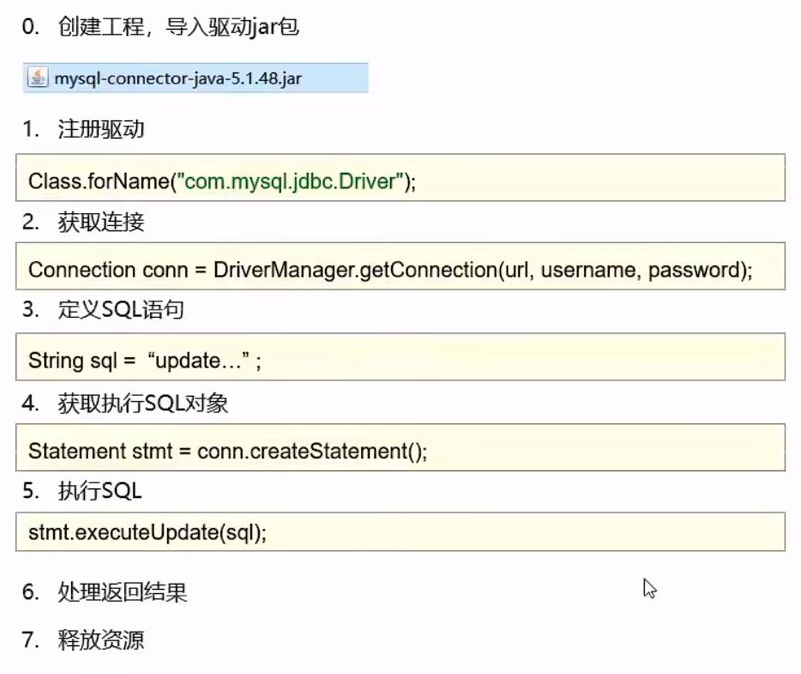 0. 创建工程，导入驱动jar包
mysql-connector-java-5.1.48.jar
1. 注册驱动
Class.forName("com.mysql.jdbc.Driver");
2. 获取连接
Connection conn = DriverManager.getConnection(url, username, password);
3. 定义SQL语句
String sql = “update…” ;
4. 获取执行SQL对象
Statement stmt = conn.createStatement();
5. 执行SQL
stmt.executeUpdate(sql);
6. 处理返回结果
7. 释放资源